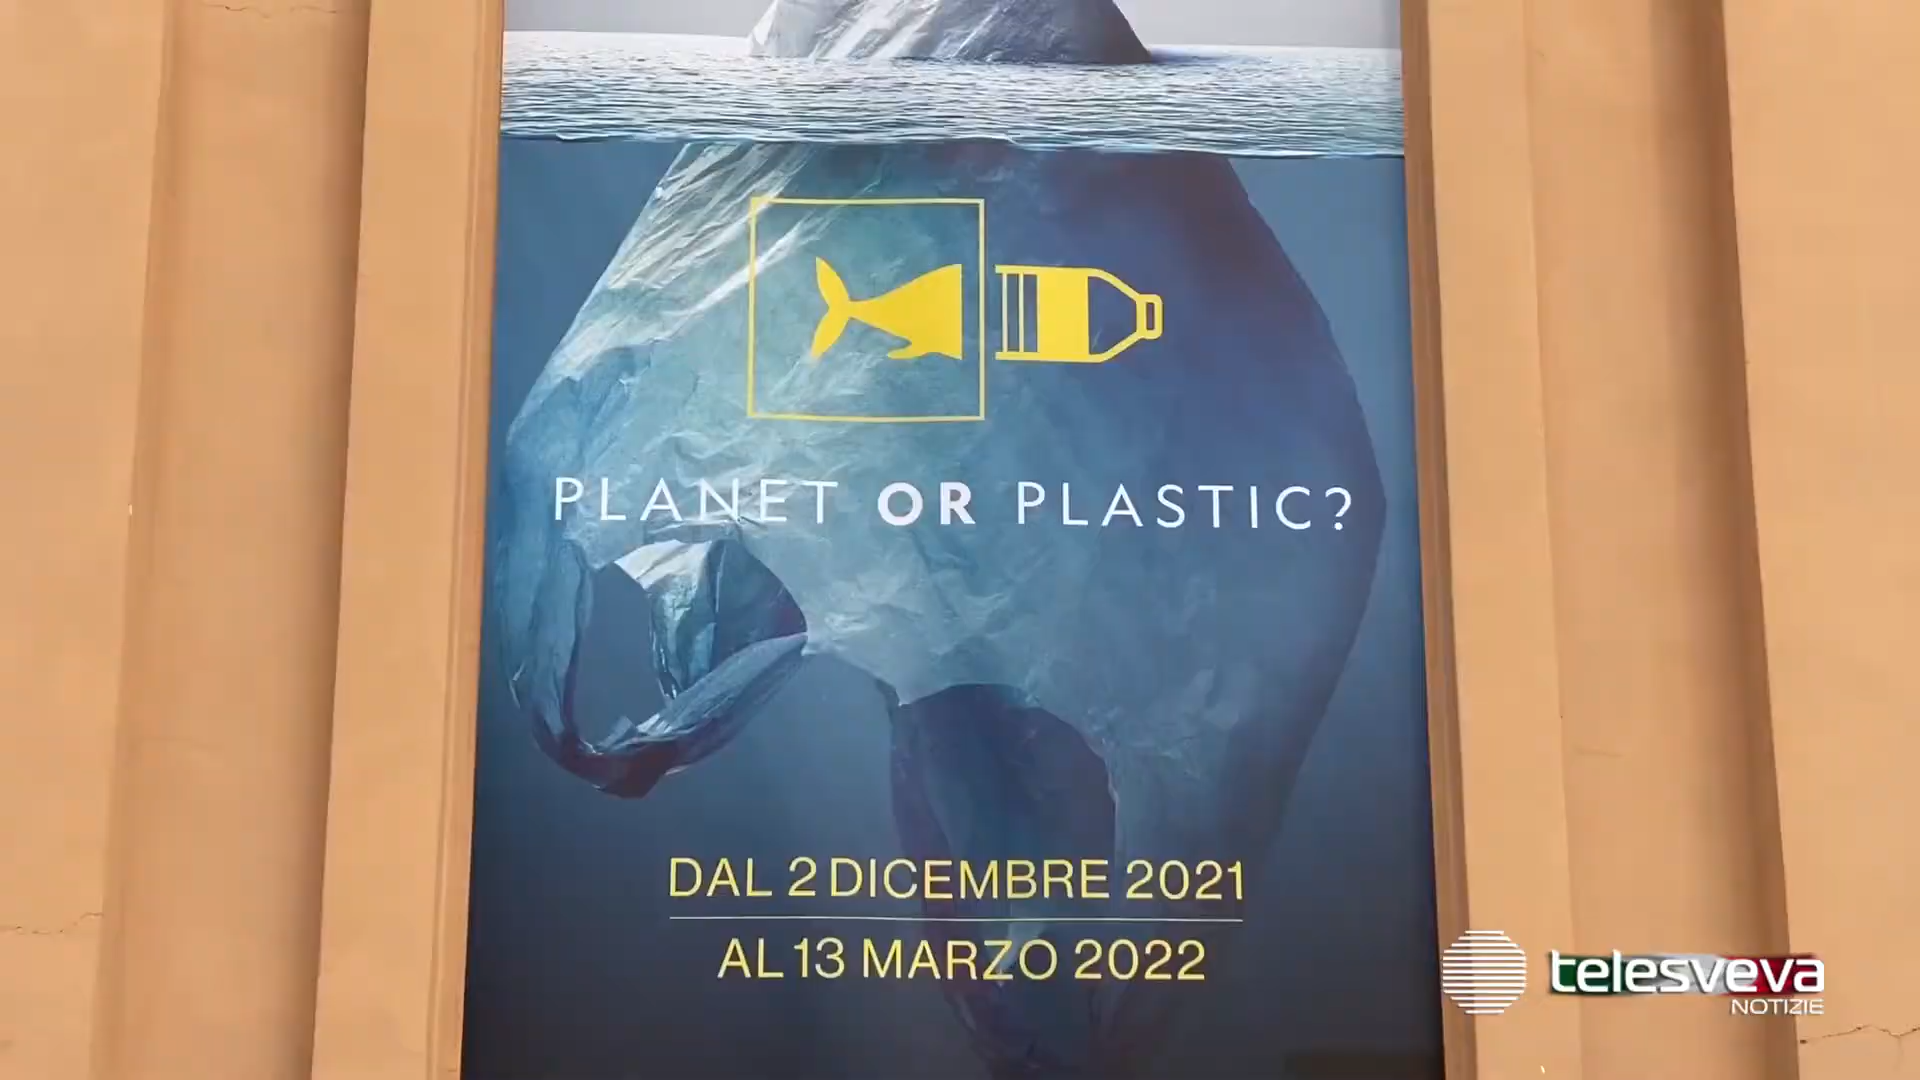 PLANET OR PLASTIC?
DAL 2 DICEMBRE 2021
AL 13 MARZO 2022
telesveva
NOTIZIE